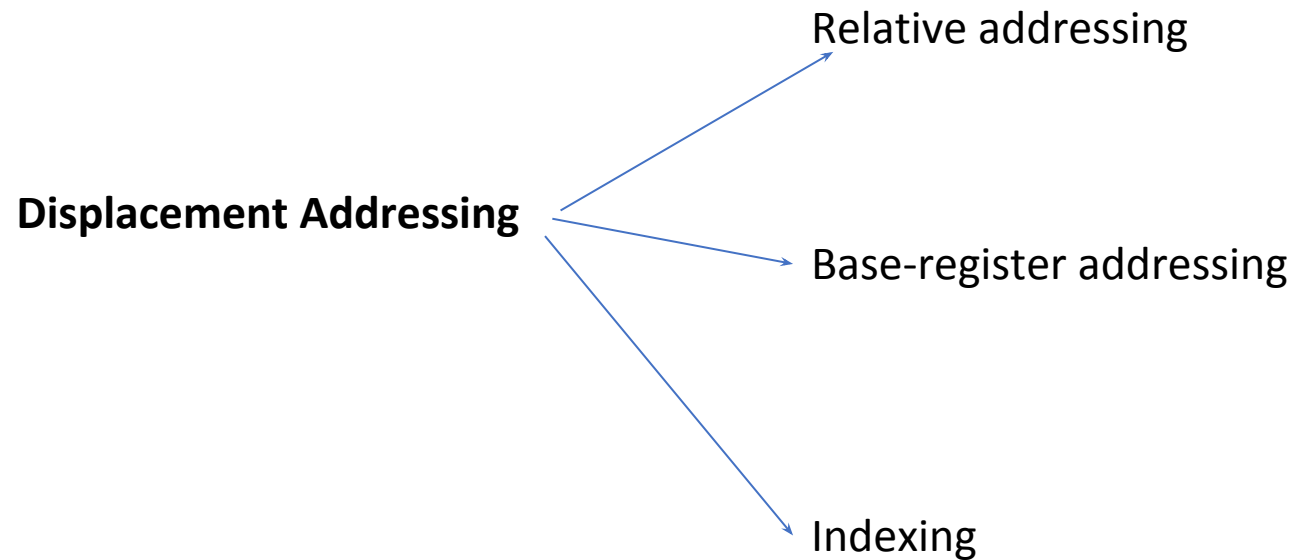 Relative addressing
Displacement Addressing
Base-register addressing
Indexing